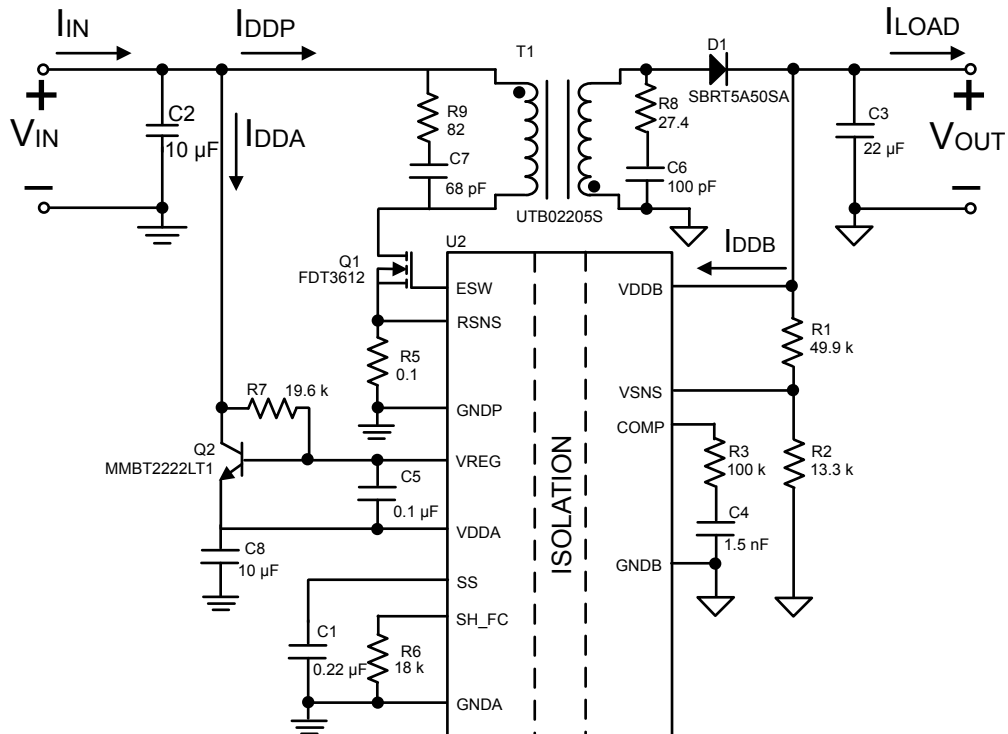 IIN
IDDP
ILOAD
T1
D1
SBRT5A50SA
R9
82
R8
27.4
C2
10 µF
+
VIN
−
IDDA
C7
68 pF
C6
100 pF
C3
22 µF
+
VOUT
−
UTB02205S
U2
IDDB
Q1
FDT3612
ESW
VDDB
RSNS
R1
49.9 k
R5
0.1
R7
19.6 k
VSNS
GNDP
COMP
Q2
MMBT2222LT1
VREG
R3
100 k
R2
13.3 k
C5
0.1 µF
ISOLATION
C4
1.5 nF
VDDA
C8
10 µF
GNDB
SS
SH_FC
C1
0.22 µF
R6
18 k
GNDA